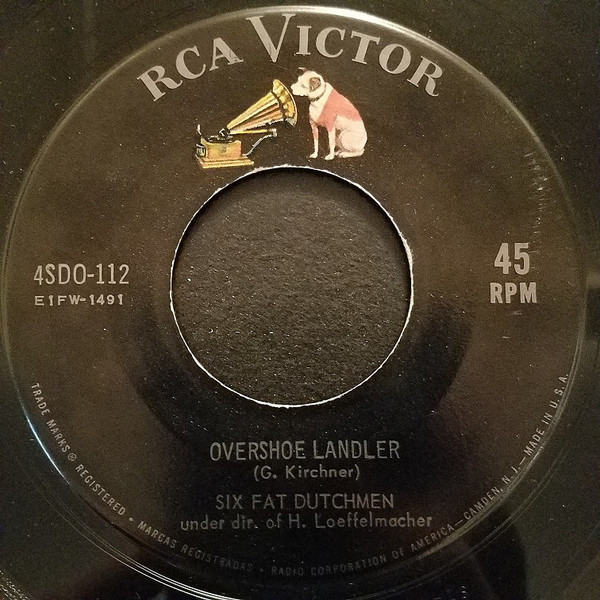 RCA VICTOR
4SDO-112
E1FW-1491
45
RPM
OVERSHOE LANDLER
(G. Kirchner)
SIX FAT DUTCHMEN
under dir. of H. Loeffelmacher
TRADE MARKS ® REGISTERED • MARCAS REGISTRADAS • RADIO CORPORATION OF AMERICA—CAMDEN, N. J.—MADE IN U. S. A.